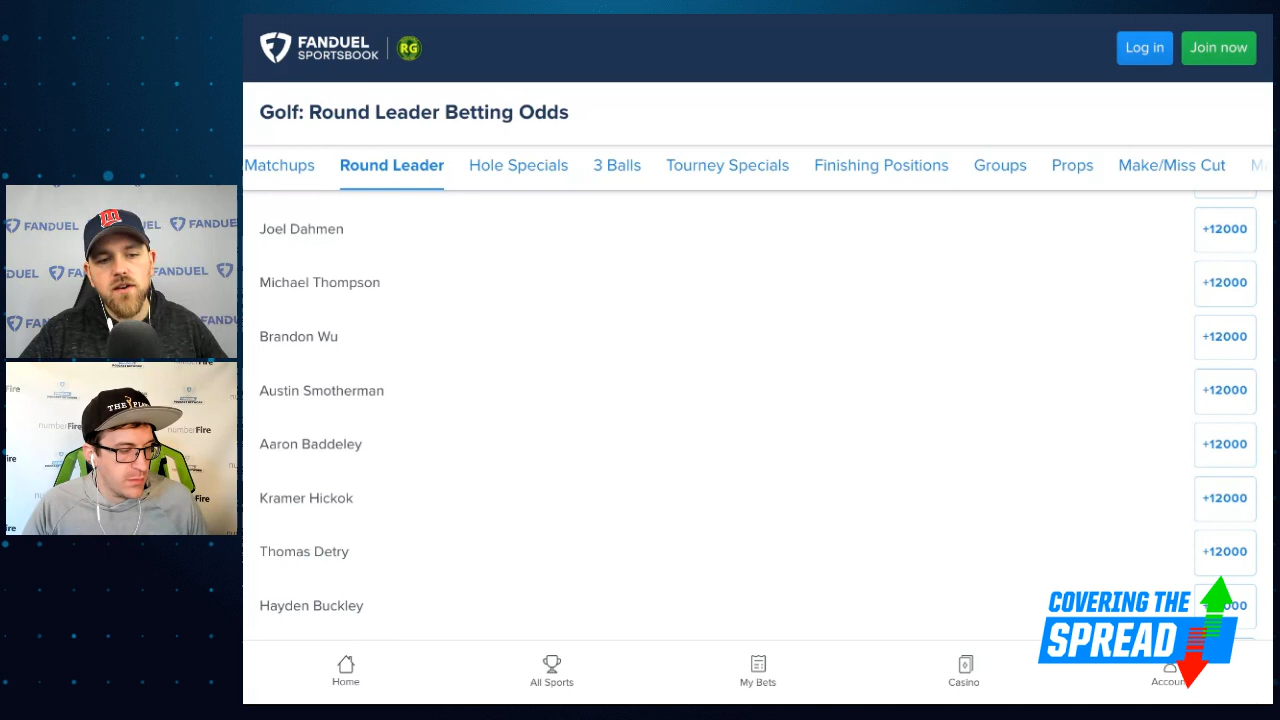 FANDUEL
SPORTSBOOK
RG
Log in
Join now
Golf: Round Leader Betting Odds
Matchups Round Leader Hole Specials 3 Balls Tourney Specials Finishing Positions Groups Props Make/Miss Cut
Joel Dahmen +12000
Michael Thompson +12000
Brandon Wu +12000
Austin Smotherman +12000
Aaron Baddeley +12000
Kramer Hickok +12000
Thomas Detry +12000
Hayden Buckley
COVERING THE
SPREAD
Home All Sports My Bets Casino
FANDUEL
FANDUEL
numberFire
THE PLAYERS